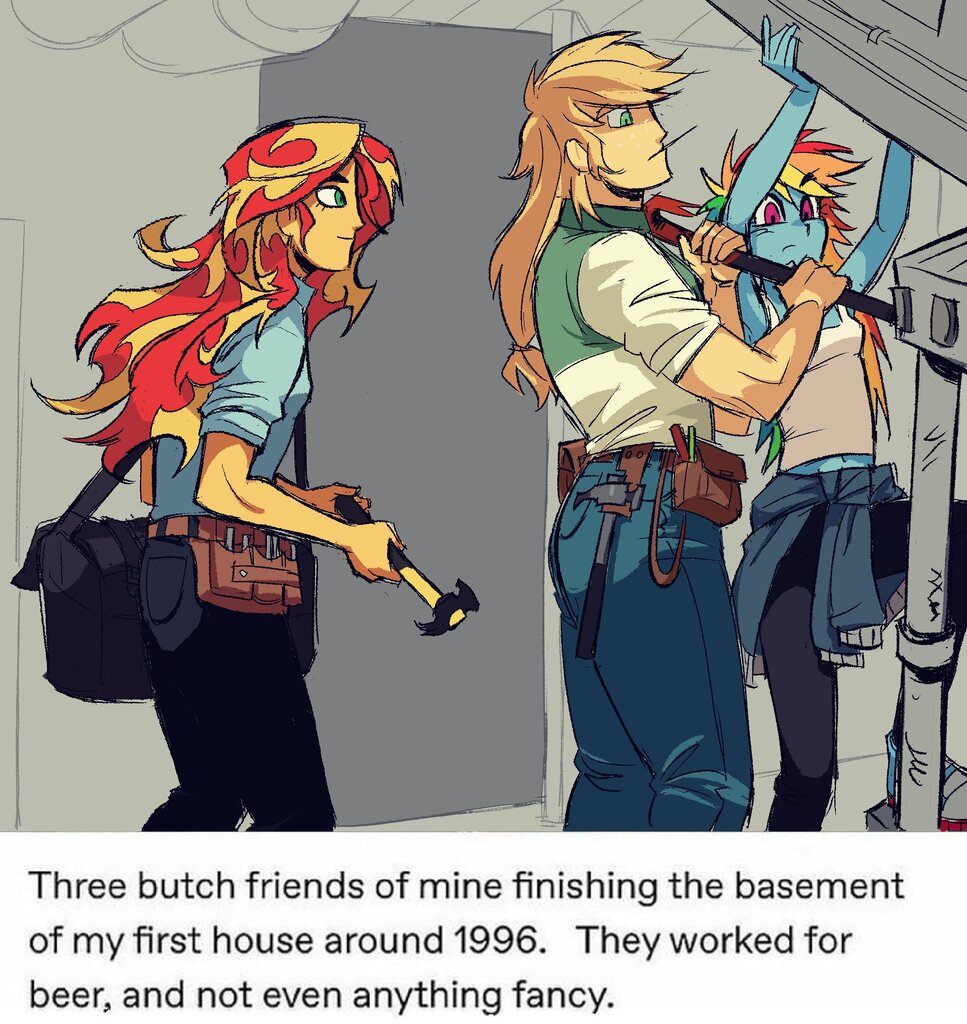 Three butch friends of mine finishing the basement
of my first house around 1996. They worked for
beer, and not even anything fancy.